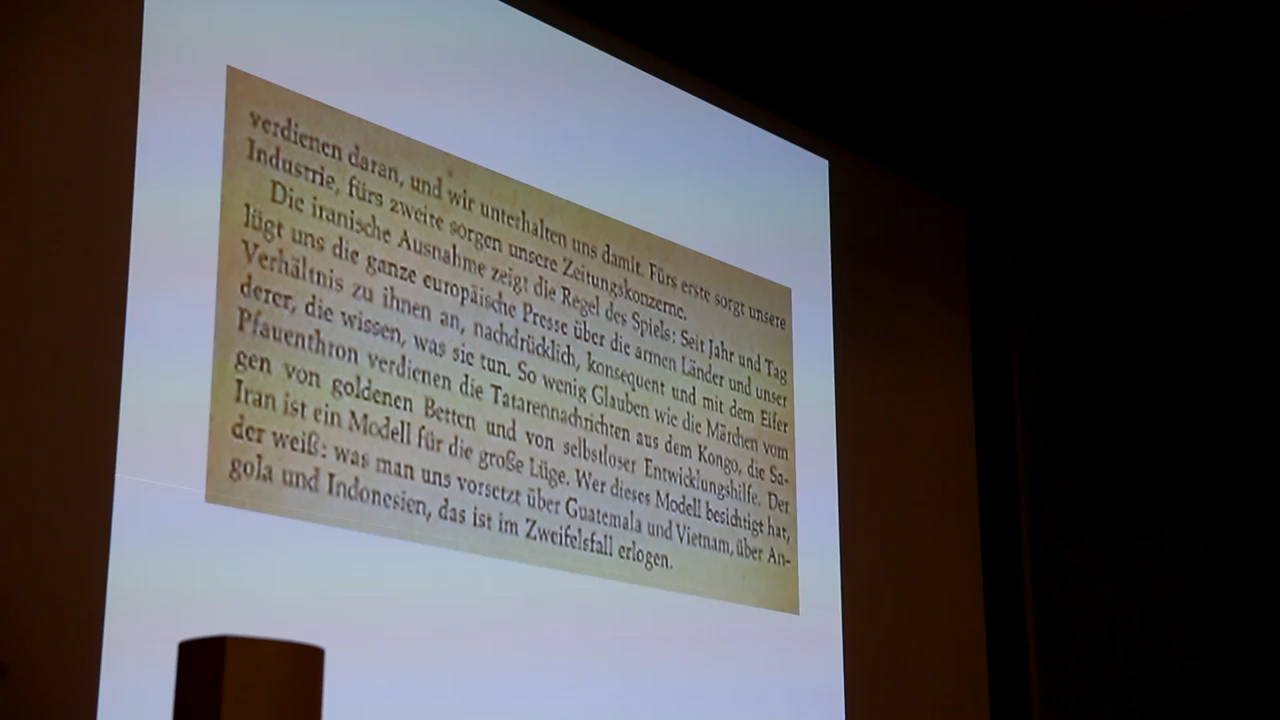 verdienen daran, und wir unterhalten uns damit. Fürs erste sorgt unsere
Industrie, fürs zweite sorgen unsere Zeitungskonzerne.
Die iranische Ausnahme zeigt die Regel des Spiels: Seit Jahr und Tag
lügt uns die ganze europäische Presse über die armen Länder und unser
Verhältnis zu ihnen an, nachdrücklich, konsequent und mit dem Eifer
derer, die wissen, was sie tun. So wenig Glauben wie die Märchen vom
Pfauenthron verdienen die Tatarennachrichten aus dem Kongo, die Sa-
gen von goldenen Betten und von selbstloser Entwicklungshilfe. Der
Iran ist ein Modell für die große Lüge. Wer dieses Modell besichtigt hat,
der weiß: was man uns vorsetzt über Guatemala und Vietnam, über An-
gola und Indonesien, das ist im Zweifelsfall erlogen.